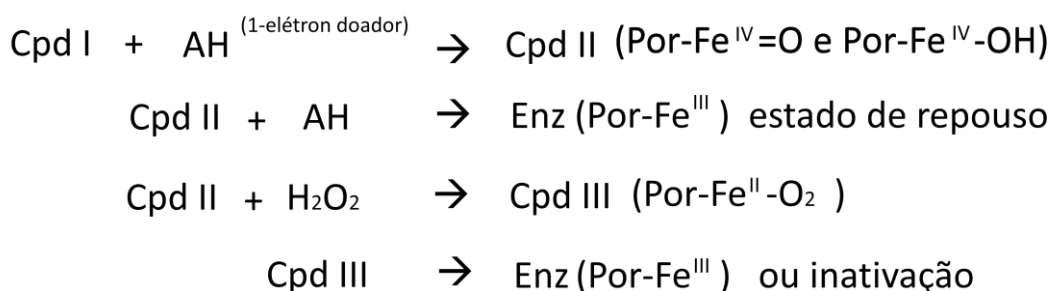 Cpd I + AH (1-elétron doador) → Cpd II (Por-Fe IV=O e Por-Fe IV-OH)
Cpd II + AH → Enz (Por-Fe III ) estado de repouso
Cpd II + H2O2 → Cpd III (Por-Fe II-O2 )
Cpd III → Enz (Por-Fe III ) ou inativação